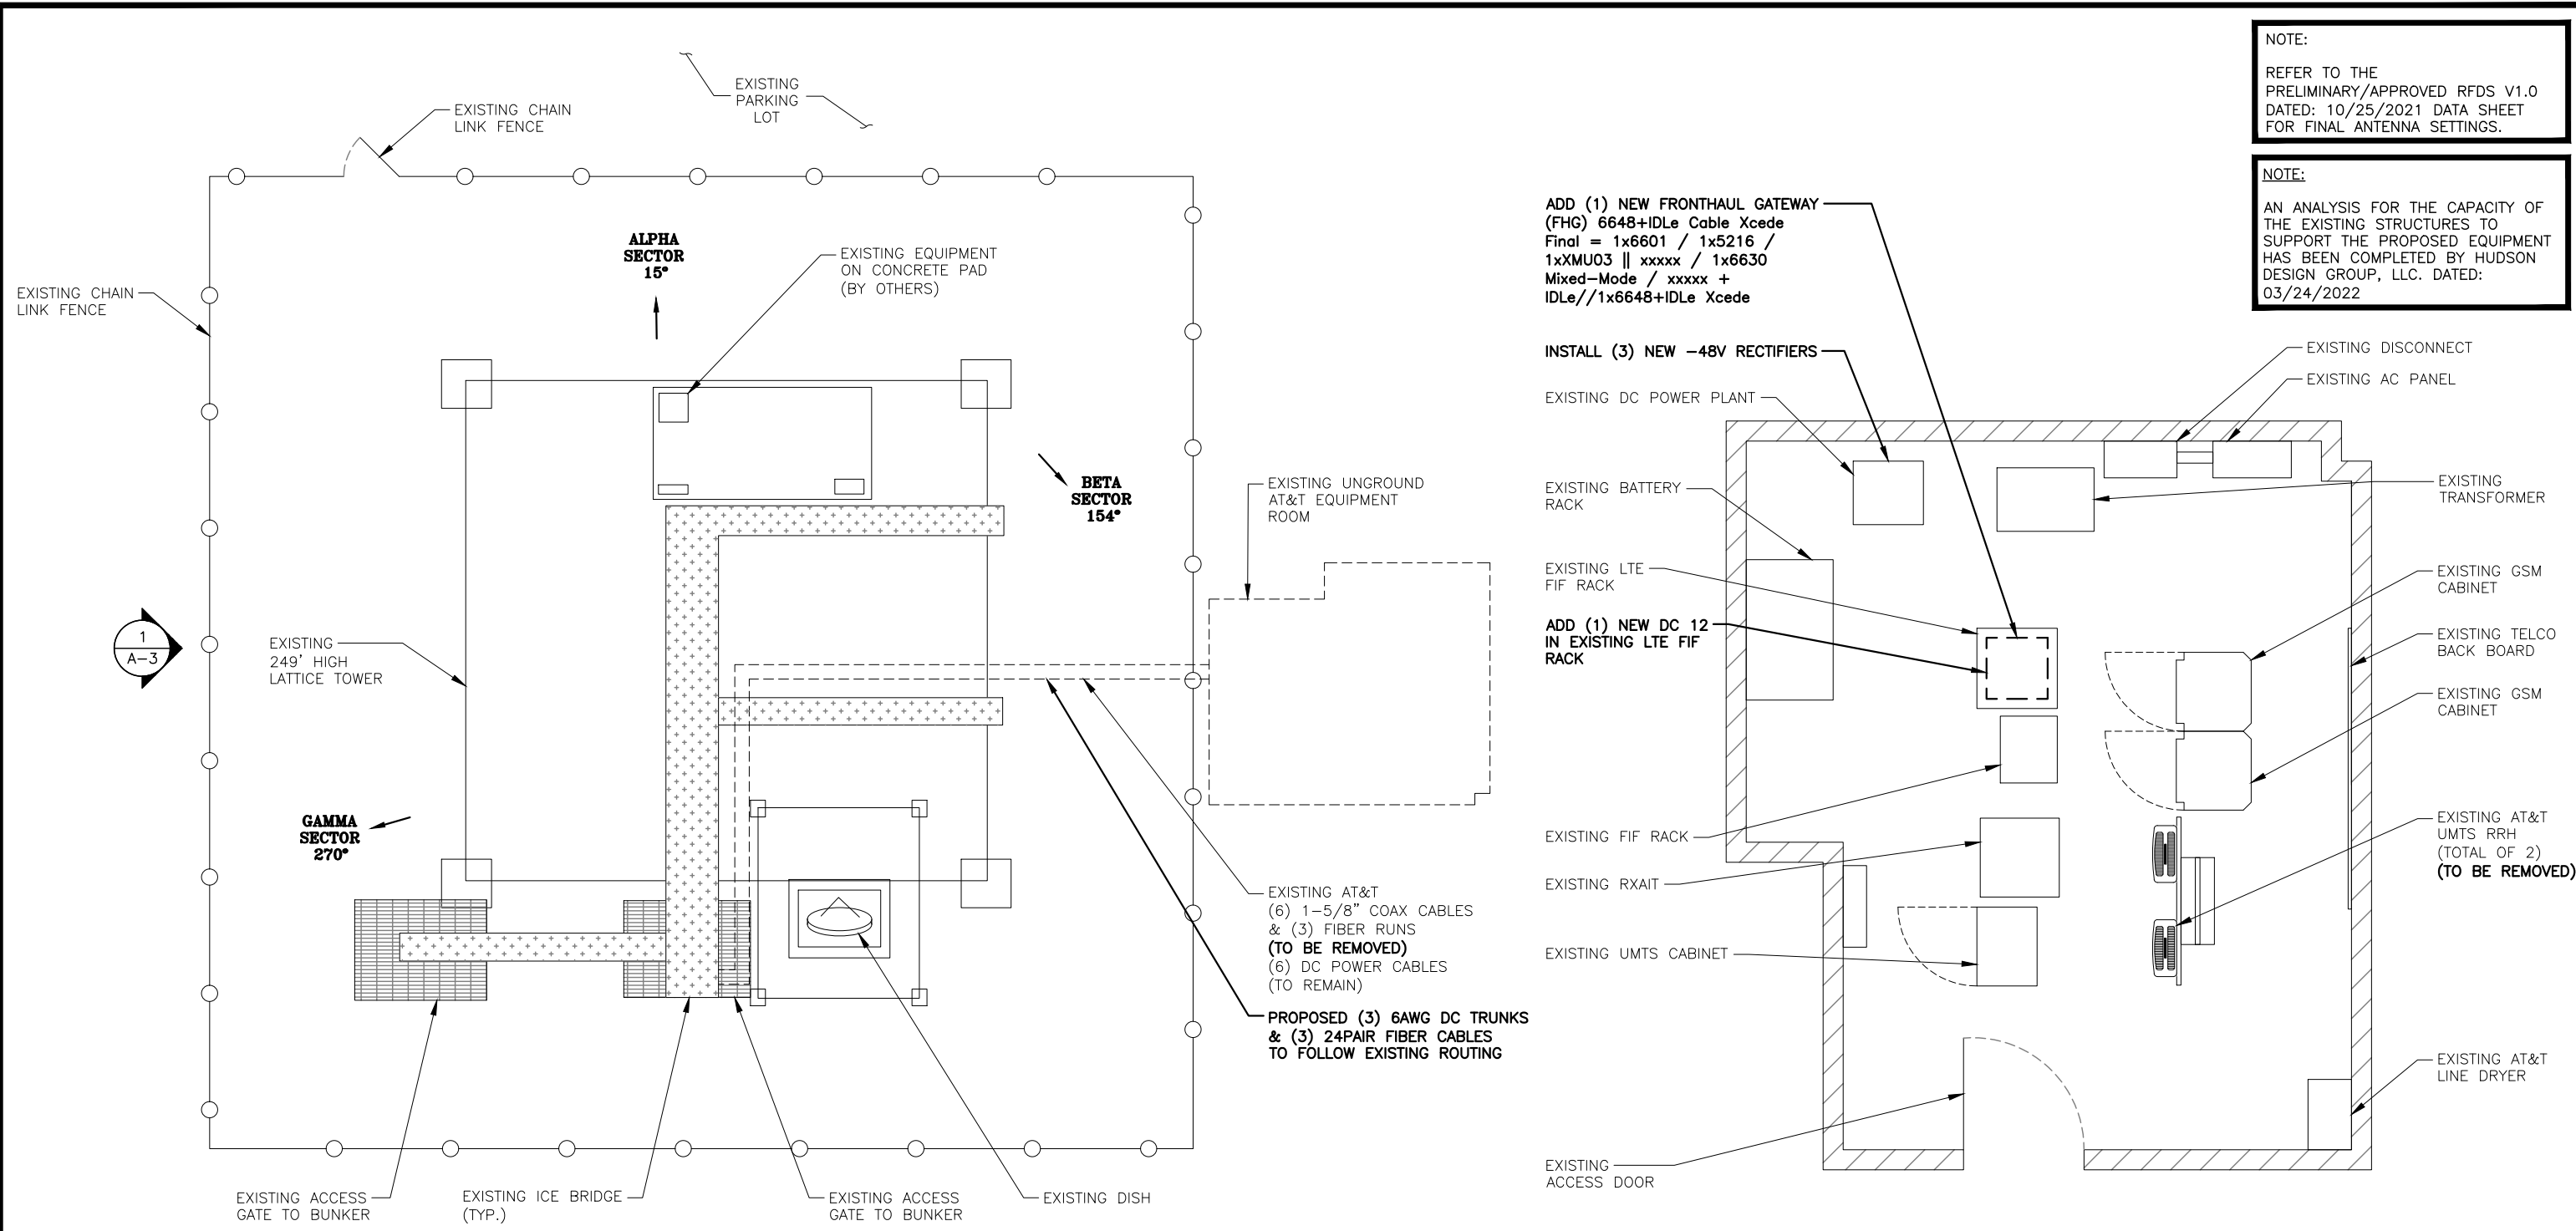 NOTE:
REFER TO THE
PRELIMINARY/APPROVED RFDS V1.0
DATED: 10/25/2021 DATA SHEET
FOR FINAL ANTENNA SETTINGS.
NOTE:
AN ANALYSIS FOR THE CAPACITY OF
THE EXISTING STRUCTURES TO
SUPPORT THE PROPOSED EQUIPMENT
HAS BEEN COMPLETED BY HUDSON
DESIGN GROUP, LLC. DATED:
03/24/2022
EXISTING
PARKING
LOT
EXISTING CHAIN
LINK FENCE
ALPHA
SECTOR
15°
EXISTING EQUIPMENT
ON CONCRETE PAD
(BY OTHERS)
EXISTING CHAIN
LINK FENCE
BETA
SECTOR
154°
EXISTING UNGROUND
AT&T EQUIPMENT
ROOM
1
A-3
EXISTING
249' HIGH
LATTICE TOWER
GAMMA
SECTOR
270°
EXISTING AT&T
(6) 1-5/8" COAX CABLES
& (3) FIBER RUNS
(TO BE REMOVED)
(6) DC POWER CABLES
(TO REMAIN)
PROPOSED (3) 6AWG DC TRUNKS
& (3) 24PAIR FIBER CABLES
TO FOLLOW EXISTING ROUTING
EXISTING ACCESS
GATE TO BUNKER
EXISTING ICE BRIDGE
(TYP.)
EXISTING ACCESS
GATE TO BUNKER
EXISTING DISH
ADD (1) NEW FRONTHAUL GATEWAY
(FHG) 6648+IDLe Cable Xcede
Final = 1x6601 / 1x5216 /
1xXMU03 || xxxxx / 1x6630
Mixed-Mode / xxxxx +
IDLe//1x6648+IDLe Xcede
INSTALL (3) NEW -48V RECTIFIERS
EXISTING DC POWER PLANT
EXISTING BATTERY
RACK
EXISTING LTE
FIF RACK
ADD (1) NEW DC 12
IN EXISTING LTE FIF
RACK
EXISTING FIF RACK
EXISTING RXAIT
EXISTING UMTS CABINET
EXISTING
ACCESS DOOR
EXISTING DISCONNECT
EXISTING AC PANEL
EXISTING
TRANSFORMER
EXISTING GSM
CABINET
EXISTING TELCO
BACK BOARD
EXISTING GSM
CABINET
EXISTING AT&T
UMTS RRH
(TOTAL OF 2)
(TO BE REMOVED)
EXISTING AT&T
LINE DRYER